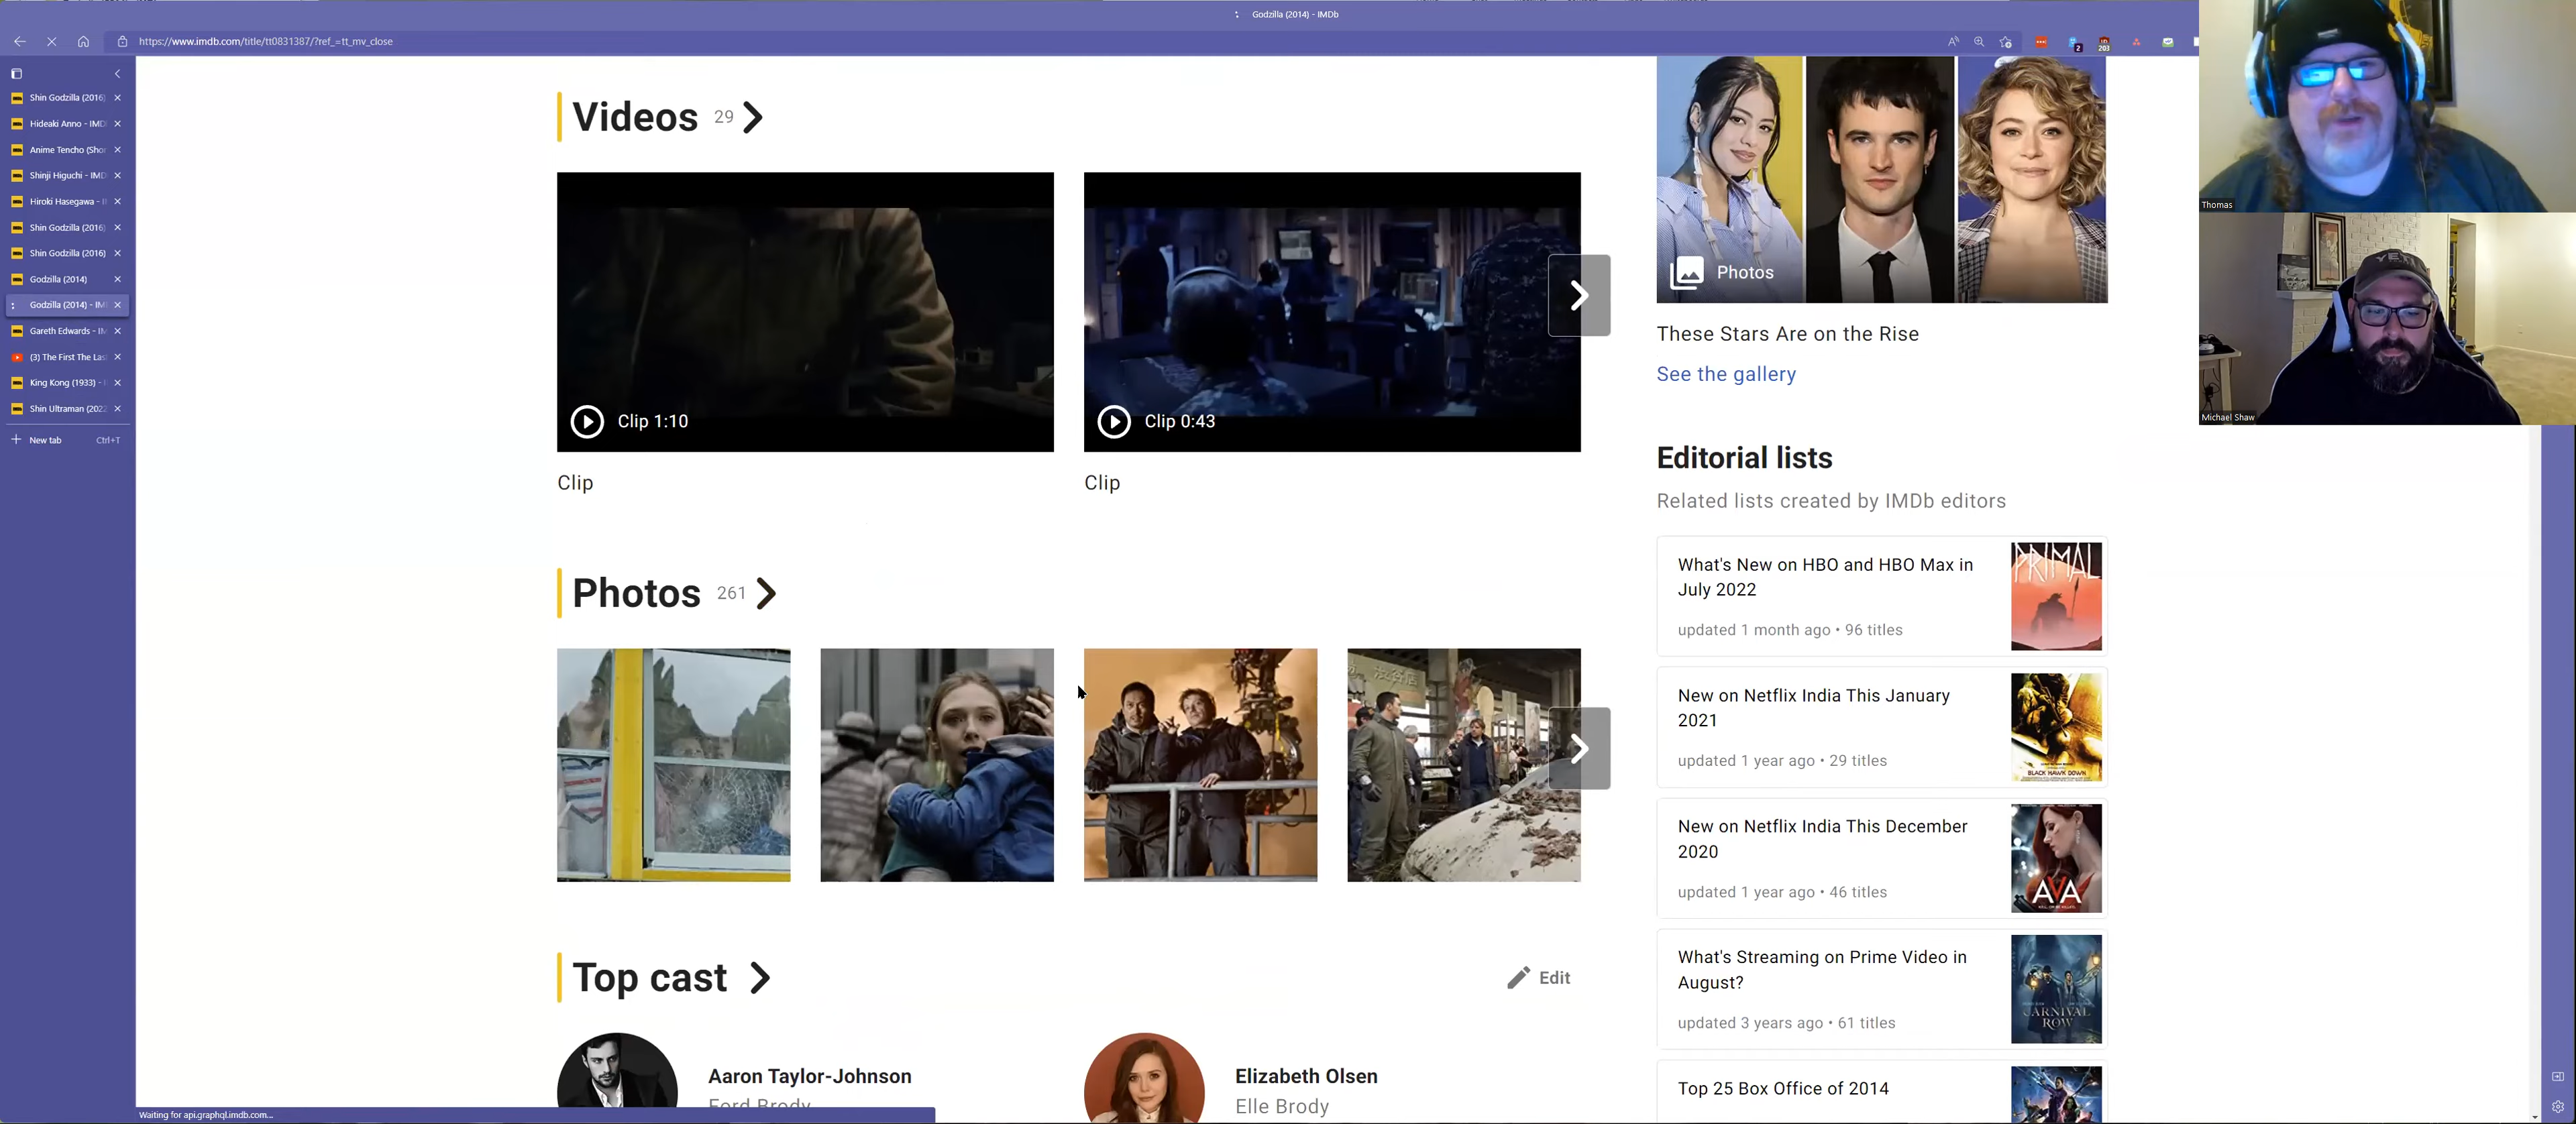 Godzilla (2014) - IMDb
https://www.imdb.com/title/tt0831387/?ref_=tt_mv_close
2
203
Shin Godzilla (2016)
Hideaki Anno - IMD
Anime Tencho (Shor
Shinji Higuchi - IMD
Hiroki Hasegawa - I
Shin Godzilla (2016)
Shin Godzilla (2016)
Godzilla (2014)
Godzilla (2014) - IM
Gareth Edwards - IM
(3) The First The Las
King Kong (1933) -
Shin Ultraman (2022
New tab Ctrl+T
Videos 29
Clip 1:10
Clip 0:43
Clip
Clip
Photos 261
Top cast
Edit
Aaron Taylor-Johnson
Ford Brody
Elizabeth Olsen
Elle Brody
Waiting for api.graphql.imdb.com...
Photos
These Stars Are on the Rise
See the gallery
Editorial lists
Related lists created by IMDb editors
What's New on HBO and HBO Max in
July 2022
updated 1 month ago • 96 titles
PRIMAL
New on Netflix India This January
2021
updated 1 year ago • 29 titles
BLACK HAWK DOWN
New on Netflix India This December
2020
updated 1 year ago • 46 titles
AVA
What's Streaming on Prime Video in
August?
updated 3 years ago • 61 titles
CARNIVAL
ROW
Top 25 Box Office of 2014
Thomas
YETI
Michael Shaw